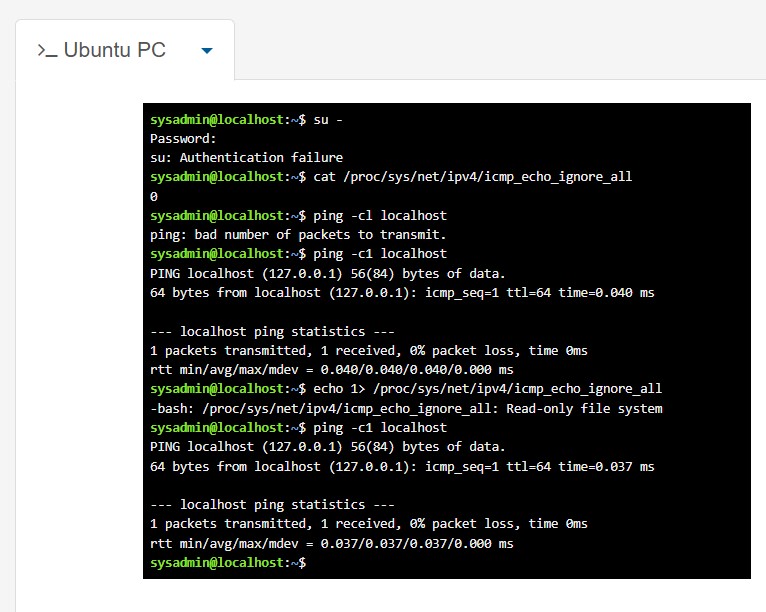 >_ Ubuntu PC
sysadmin@localhost:~$ su -
Password:
su: Authentication failure
sysadmin@localhost:~$ cat /proc/sys/net/ipv4/icmp_echo_ignore_all
0
sysadmin@localhost:~$ ping -cl localhost
ping: bad number of packets to transmit.
sysadmin@localhost:~$ ping -c1 localhost
PING localhost (127.0.0.1) 56(84) bytes of data.
64 bytes from localhost (127.0.0.1): icmp_seq=1 ttl=64 time=0.040 ms
--- localhost ping statistics ---
1 packets transmitted, 1 received, 0% packet loss, time 0ms
rtt min/avg/max/mdev = 0.040/0.040/0.040/0.000 ms
sysadmin@localhost:~$ echo 1> /proc/sys/net/ipv4/icmp_echo_ignore_all
-bash: /proc/sys/net/ipv4/icmp_echo_ignore_all: Read-only file system
sysadmin@localhost:~$ ping -c1 localhost
PING localhost (127.0.0.1) 56(84) bytes of data.
64 bytes from localhost (127.0.0.1): icmp_seq=1 ttl=64 time=0.037 ms
--- localhost ping statistics ---
1 packets transmitted, 1 received, 0% packet loss, time 0ms
rtt min/avg/max/mdev = 0.037/0.037/0.037/0.000 ms
sysadmin@localhost:~$